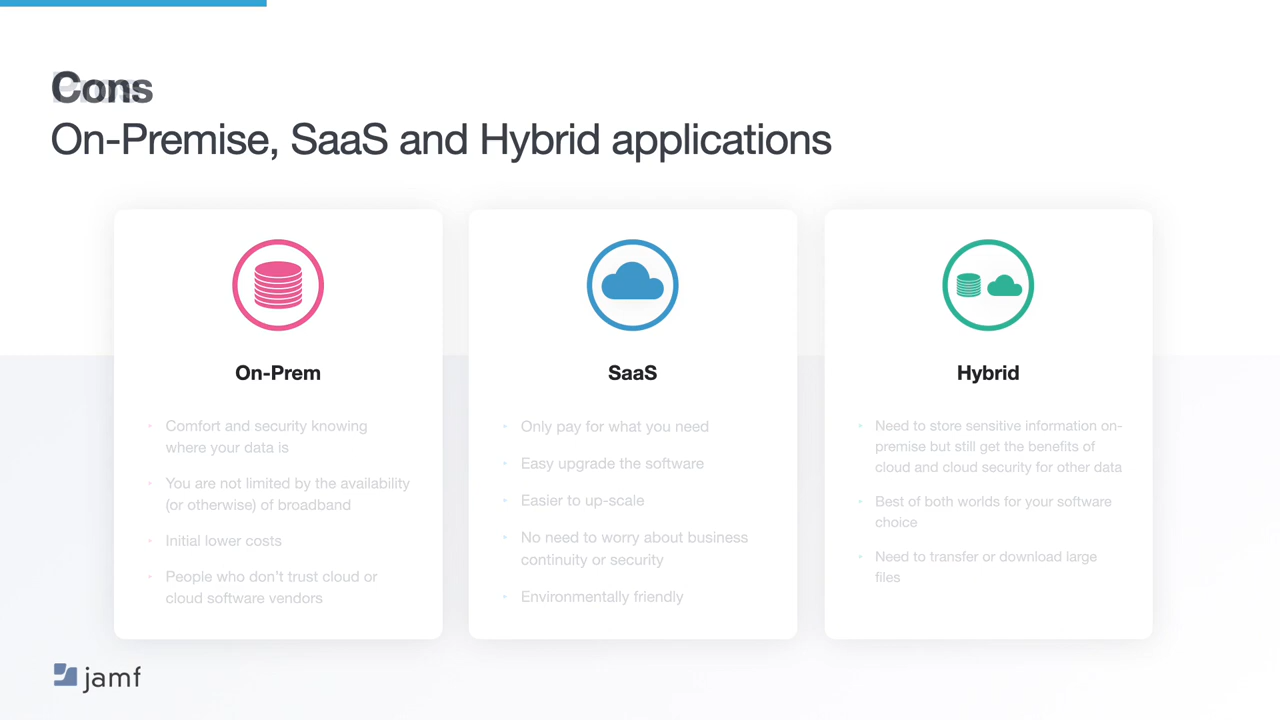 Cons
On-Premise, SaaS and Hybrid applications
On-Prem
• Comfort and security knowing
where your data is
• You are not limited by the availability
(or otherwise) of broadband
• Initial lower costs
• People who don’t trust cloud or
cloud software vendors
SaaS
• Only pay for what you need
• Easy upgrade the software
• Easier to up-scale
• No need to worry about business
continuity or security
• Environmentally friendly
Hybrid
• Need to store sensitive information on-
premise but still get the benefits of
cloud and cloud security for other data
• Best of both worlds for your software
choice
• Need to transfer or download large
files
jamf